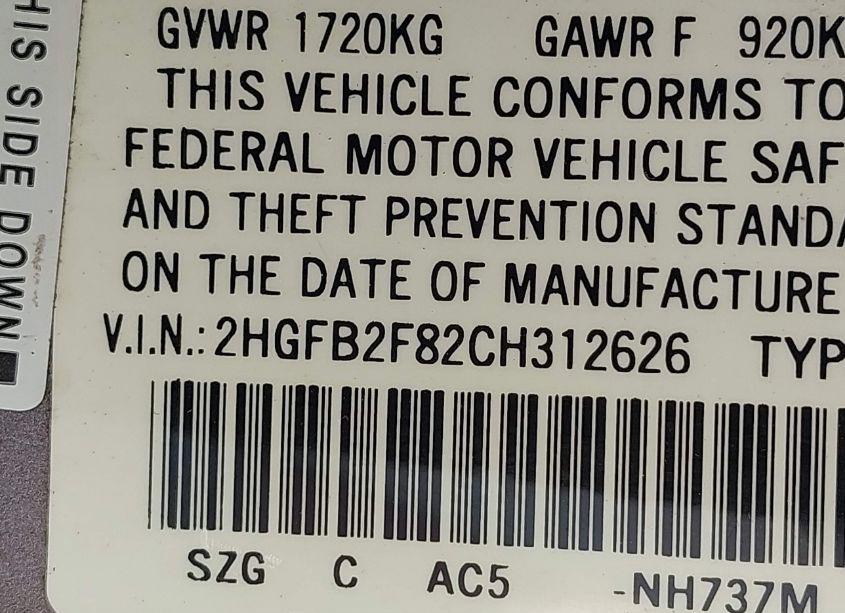 THIS SIDE DOWN
GVWR 1720KG GAWR F 920K
THIS VEHICLE CONFORMS TO
FEDERAL MOTOR VEHICLE SAF
AND THEFT PREVENTION STANDA
ON THE DATE OF MANUFACTURE
V.I.N.: 2HGFB2F82CH312626 TYP
SZG C AC5 -NH737M